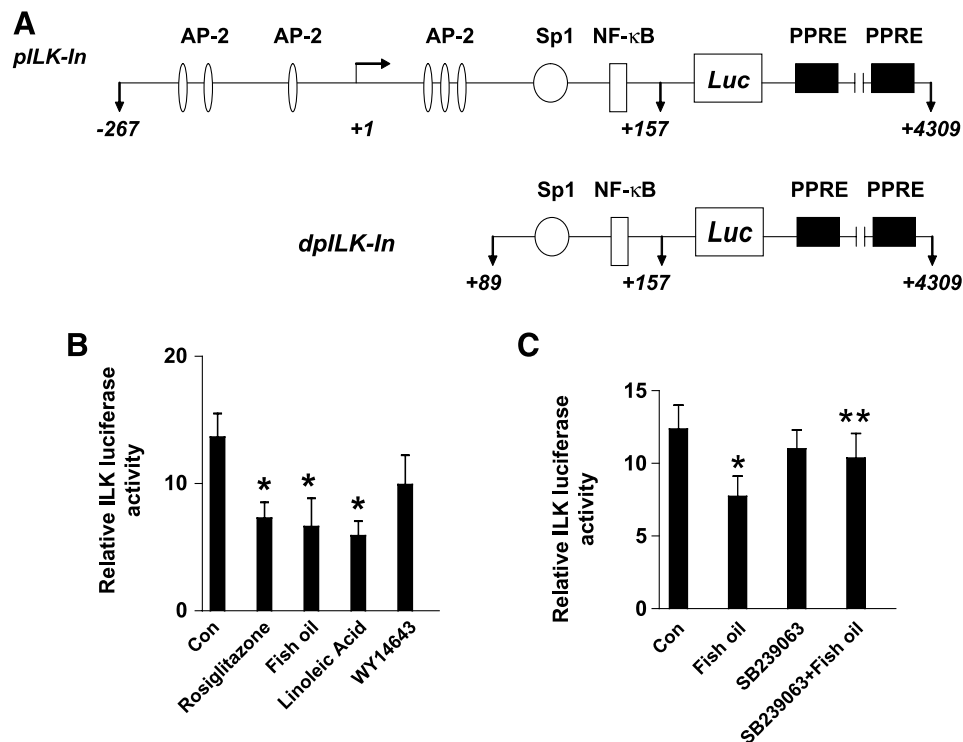 A
pILK-In
AP-2 AP-2 AP-2 Sp1 NF-κB PPRE PPRE
Luc
-267 +1 +157 +4309
Sp1 NF-κB PPRE PPRE
dpILK-In
Luc
+89 +157 +4309
B
Relative ILK luciferase
activity
20
10
0
* * *
Con
Rosiglitazone
Fish oil
Linoleic Acid
WY14643
C
Relative ILK luciferase
activity
15
10
5
0
* **
Con
Fish oil
SB239063
SB239063+Fish oil